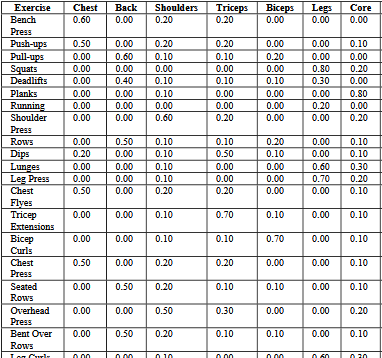 Exercise Chest Back Shoulders Triceps Biceps Legs Core
Bench Press 0.60 0.00 0.20 0.20 0.00 0.00 0.00
Push-ups 0.50 0.00 0.20 0.20 0.00 0.00 0.10
Pull-ups 0.00 0.60 0.10 0.10 0.20 0.00 0.00
Squats 0.00 0.00 0.00 0.00 0.00 0.80 0.20
Deadlifts 0.00 0.40 0.10 0.10 0.10 0.30 0.00
Planks 0.00 0.00 0.10 0.00 0.00 0.00 0.80
Running 0.00 0.00 0.00 0.00 0.00 0.20 0.00
Shoulder Press 0.00 0.00 0.60 0.20 0.00 0.00 0.20
Rows 0.00 0.50 0.10 0.10 0.20 0.00 0.10
Dips 0.20 0.00 0.10 0.50 0.10 0.00 0.10
Lunges 0.00 0.00 0.10 0.00 0.00 0.60 0.30
Leg Press 0.00 0.00 0.10 0.00 0.00 0.70 0.20
Chest Flyes 0.50 0.00 0.20 0.20 0.00 0.00 0.10
Tricep Extensions 0.00 0.00 0.10 0.70 0.10 0.00 0.10
Bicep Curls 0.00 0.00 0.10 0.10 0.70 0.00 0.10
Chest Press 0.50 0.00 0.20 0.20 0.00 0.00 0.10
Seated Rows 0.00 0.50 0.20 0.10 0.10 0.00 0.10
Overhead Press 0.00 0.00 0.50 0.30 0.00 0.00 0.20
Bent Over Rows 0.00 0.50 0.20 0.10 0.10 0.00 0.10
Leg Curls 0.00 0.00 0.10 0.00 0.00 0.60 0.30